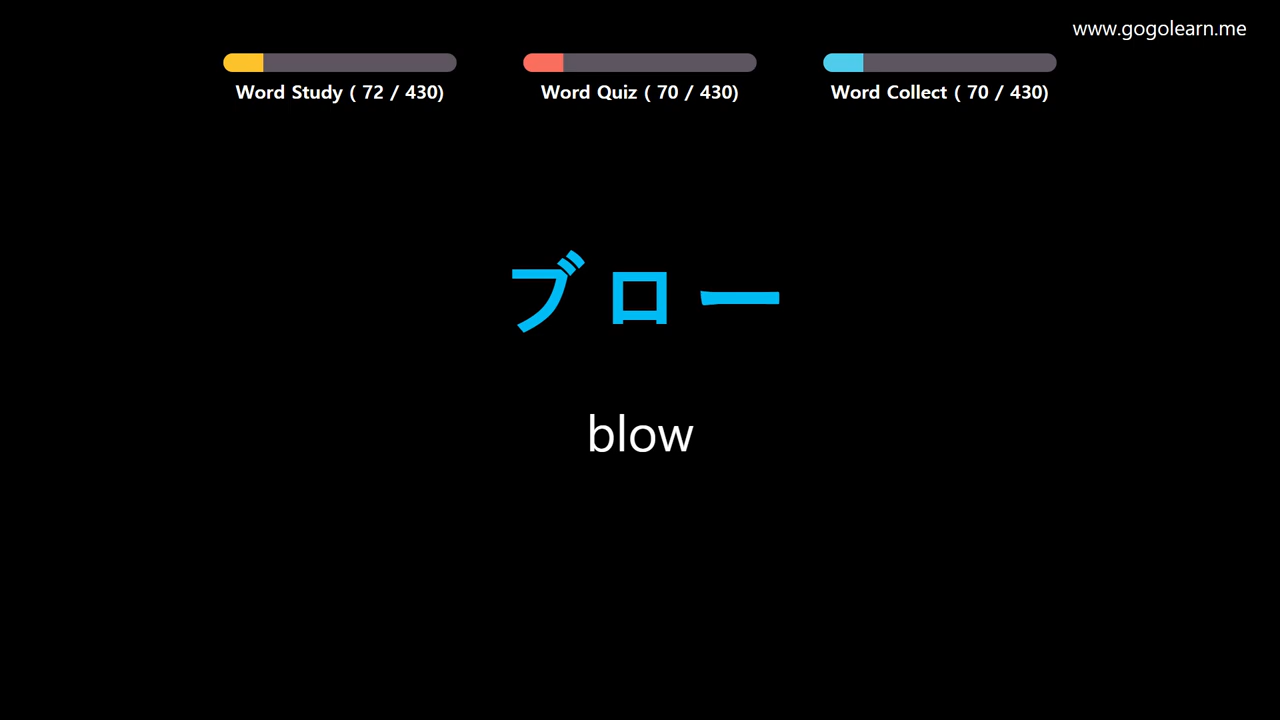 www.gogolearn.me
Word Study ( 72 / 430)
Word Quiz ( 70 / 430)
Word Collect ( 70 / 430)
ブロー
blow